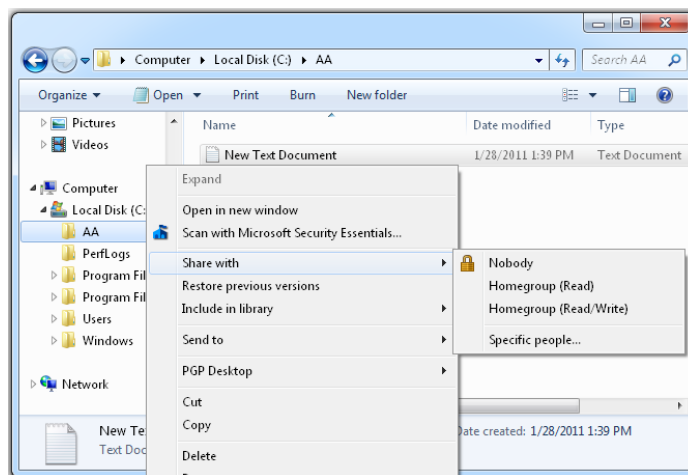 Computer Local Disk (C:) AA
Search AA
Organize Open Print Burn New folder
Name Date modified Type
Pictures
Videos
New Text Document 1/28/2011 1:39 PM Text Document
Computer
Local Disk (C:
AA
PerfLogs
Program Fil
Program Fil
Users
Windows
Network
Expand
Open in new window
Scan with Microsoft Security Essentials...
Share with
Restore previous versions
Include in library
Send to
PGP Desktop
Cut
Copy
Delete
Nobody
Homegroup (Read)
Homegroup (Read/Write)
Specific people...
New Te
Date created: 1/28/2011 1:39 PM
Text Doc